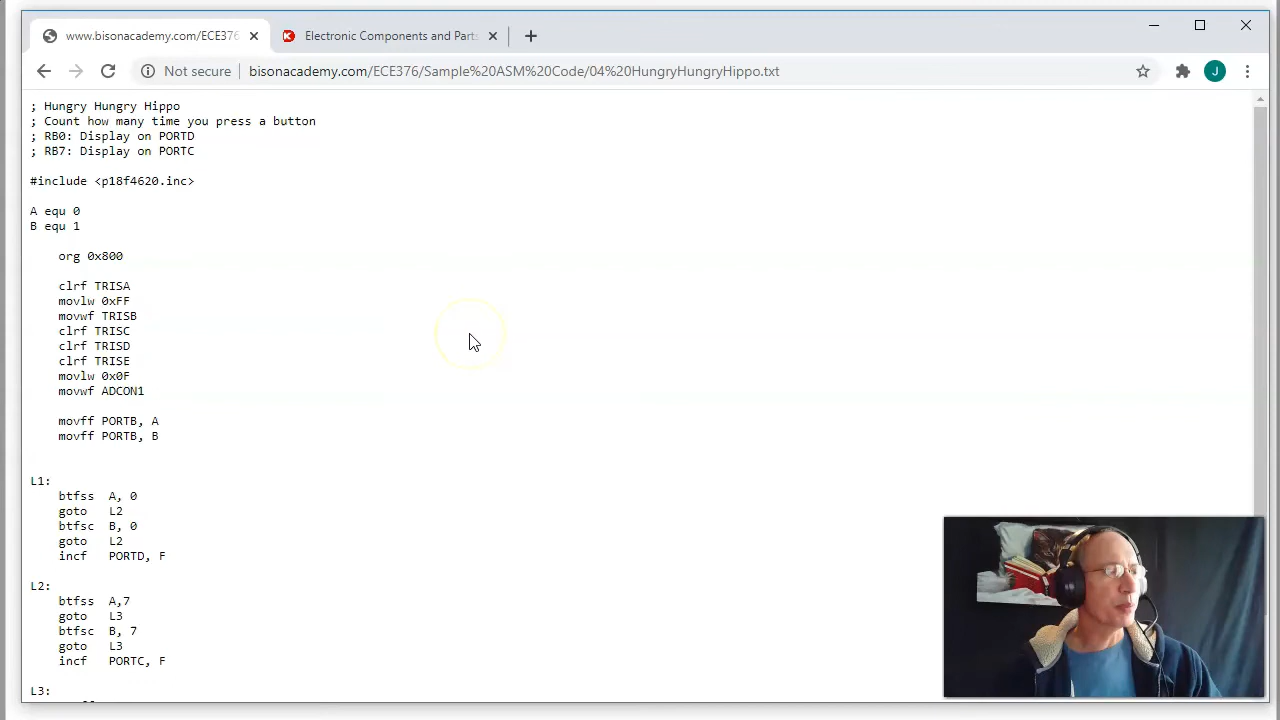 www.bisonacademy.com/ECE376
Electronic Components and Parts
Not secure
bisonacademy.com/ECE376/Sample%20ASM%20Code/04%20HungryHungryHippo.txt
J
; Hungry Hungry Hippo
; Count how many time you press a button
; RB0: Display on PORTD
; RB7: Display on PORTC
#include <p18f4620.inc>
A equ 0
B equ 1
org 0x800
clrf TRISA
movlw 0xFF
movwf TRISB
clrf TRISC
clrf TRISD
clrf TRISE
movlw 0x0F
movwf ADCON1
movff PORTB, A
movff PORTB, B
L1:
btfss A, 0
goto L2
btfsc B, 0
goto L2
incf PORTD, F
L2:
btfss A,7
goto L3
btfsc B, 7
goto L3
incf PORTC, F
L3: